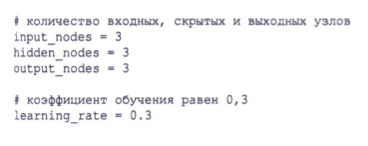 # количество входных, скрытых и выходных узлов
input_nodes = 3
hidden_nodes = 3
output_nodes = 3
# коэффициент обучения равен 0,3
learning_rate = 0.3